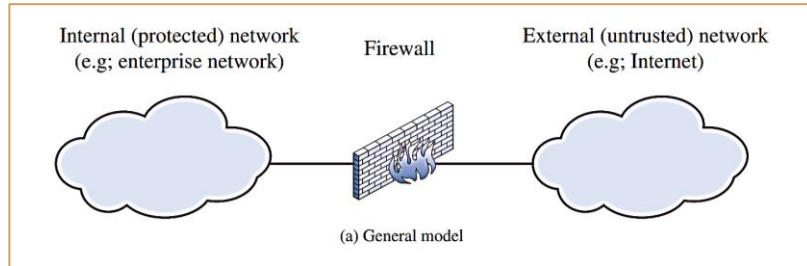 Internal (protected) network
(e.g; enterprise network)
Firewall
External (untrusted) network
(e.g; Internet)
(a) General model